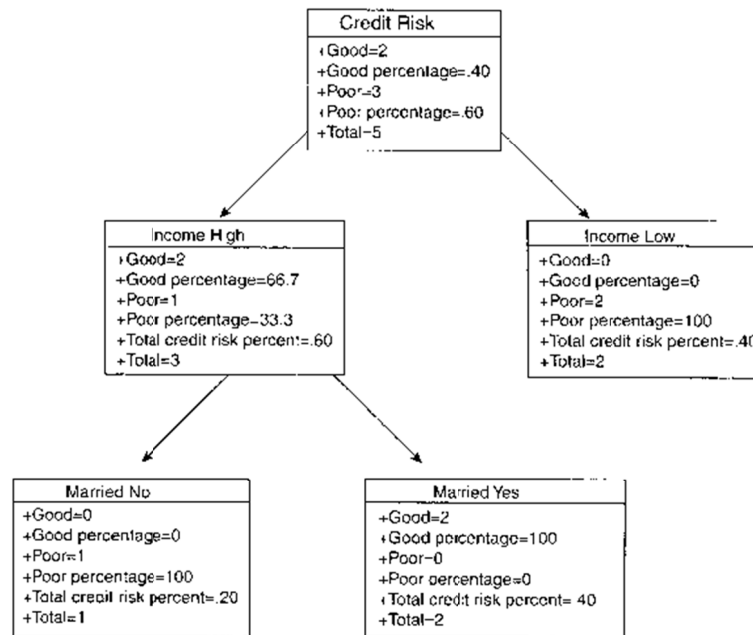 Credit Risk
+Good=2
+Good percentage=.40
+Poor=3
+Poor percentage=.60
+Total=5
Income High
+Good=2
+Good percentage=66.7
+Poor=1
+Poor percentage=33.3
+Total credit risk percent=.60
+Total=3
Income Low
+Good=0
+Good percentage=0
+Poor=2
+Poor percentage=100
+Total credit risk percent=.40
+Total=2
Married No
+Good=0
+Good percentage=0
+Poor=1
+Poor percentage=100
+Total credit risk percent=.20
+Total=1
Married Yes
+Good=2
+Good percentage=100
+Poor=0
+Poor percentage=0
+Total credit risk percent=.40
+Total=2